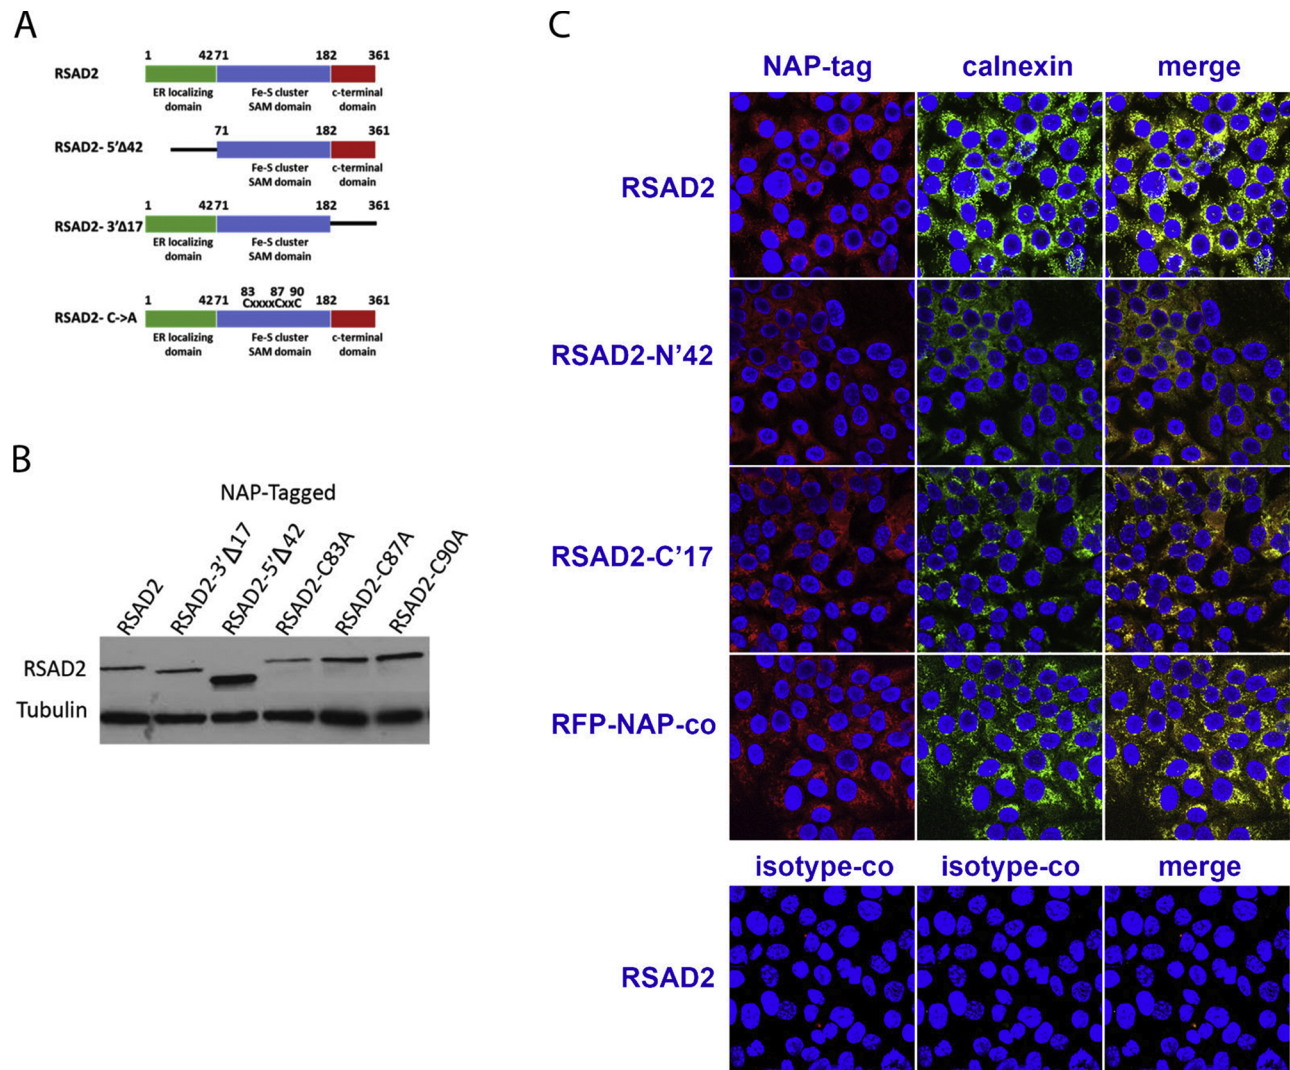 A
1 42 71 182 361
RSAD2
ER localizing domain
Fe-S cluster SAM domain
c-terminal domain
71 182 361
RSAD2- 5'Δ42
Fe-S cluster SAM domain
c-terminal domain
1 42 71 182 361
RSAD2- 3'Δ17
ER localizing domain
Fe-S cluster SAM domain
83 87 90
1 42 71 CxxxxCxxC 182 361
RSAD2- C->A
ER localizing domain
Fe-S cluster SAM domain
c-terminal domain
B
NAP-Tagged
RSAD2
RSAD2-3'Δ17
RSAD2-5'Δ42
RSAD2-C83A
RSAD2-C87A
RSAD2-C90A
RSAD2
Tubulin
C
NAP-tag calnexin merge
RSAD2
RSAD2-N'42
RSAD2-C'17
RFP-NAP-co
isotype-co isotype-co merge
RSAD2